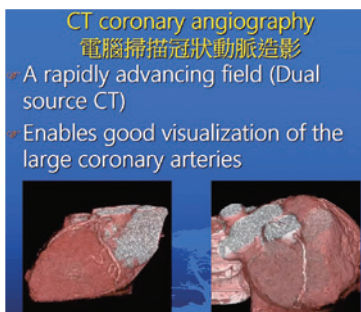 CT coronary angiography
電腦掃描冠狀動脈造影
A rapidly advancing field (Dual
source CT)
Enables good visualization of the
large coronary arteries